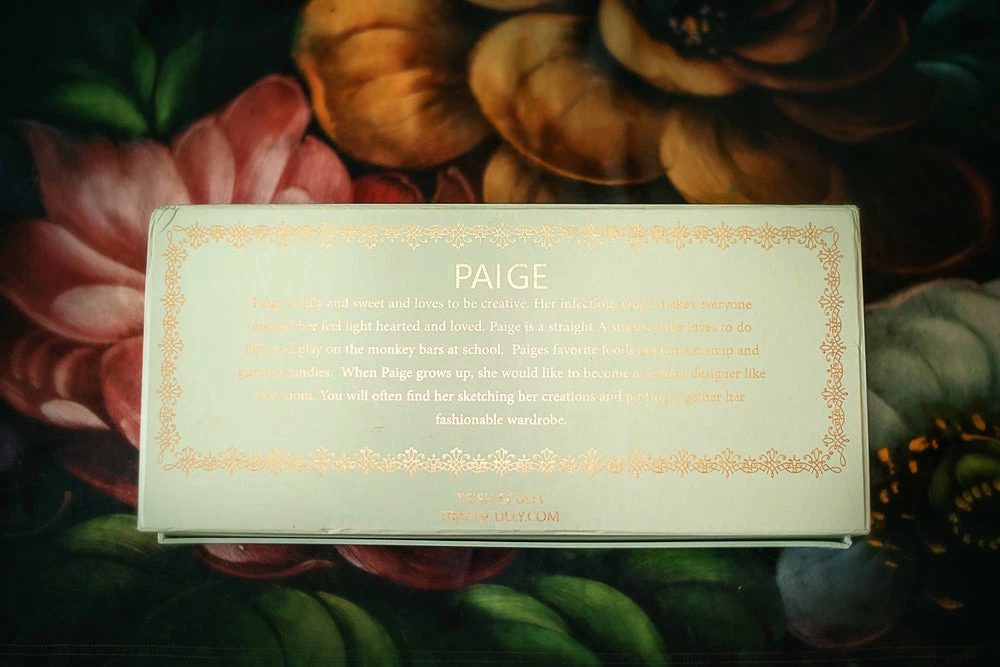 PAIGE
Paige is silly and sweet and loves to be creative. Her infectious laugh makes everyone
around her feel light hearted and loved. Paige is a straight A student who loves to do
flips and play on the monkey bars at school. Paiges favorite foods are tomato soup and
gummy candies. When Paige grows up, she would like to become a fashion designer like
her mom. You will often find her sketching her creations and putting together her
fashionable wardrobe.
TRISH SCULLY
TRISHSCULLY.COM